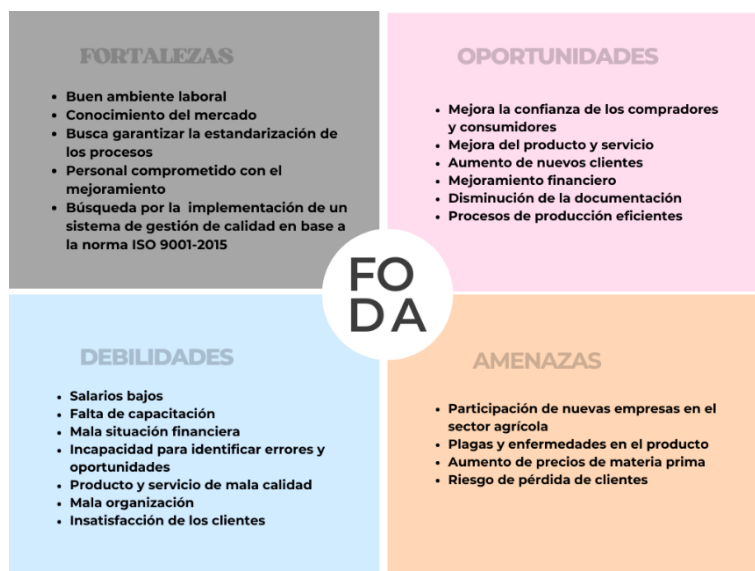 FORTALEZAS
• Buen ambiente laboral
• Conocimiento del mercado
• Busca garantizar la estandarización de
los procesos
• Personal comprometido con el
mejoramiento
• Búsqueda por la implementación de un
sistema de gestión de calidad en base a
la norma ISO 9001-2015
OPORTUNIDADES
• Mejora la confianza de los compradores
y consumidores
• Mejora del producto y servicio
• Aumento de nuevos clientes
• Mejoramiento financiero
• Disminución de la documentación
• Procesos de producción eficientes
FO
DA
DEBILIDADES
• Salarios bajos
• Falta de capacitación
• Mala situación financiera
• Incapacidad para identificar errores y
oportunidades
• Producto y servicio de mala calidad
• Mala organización
• Insatisfacción de los clientes
AMENAZAS
• Participación de nuevas empresas en el
sector agrícola
• Plagas y enfermedades en el producto
• Aumento de precios de materia prima
• Riesgo de pérdida de clientes